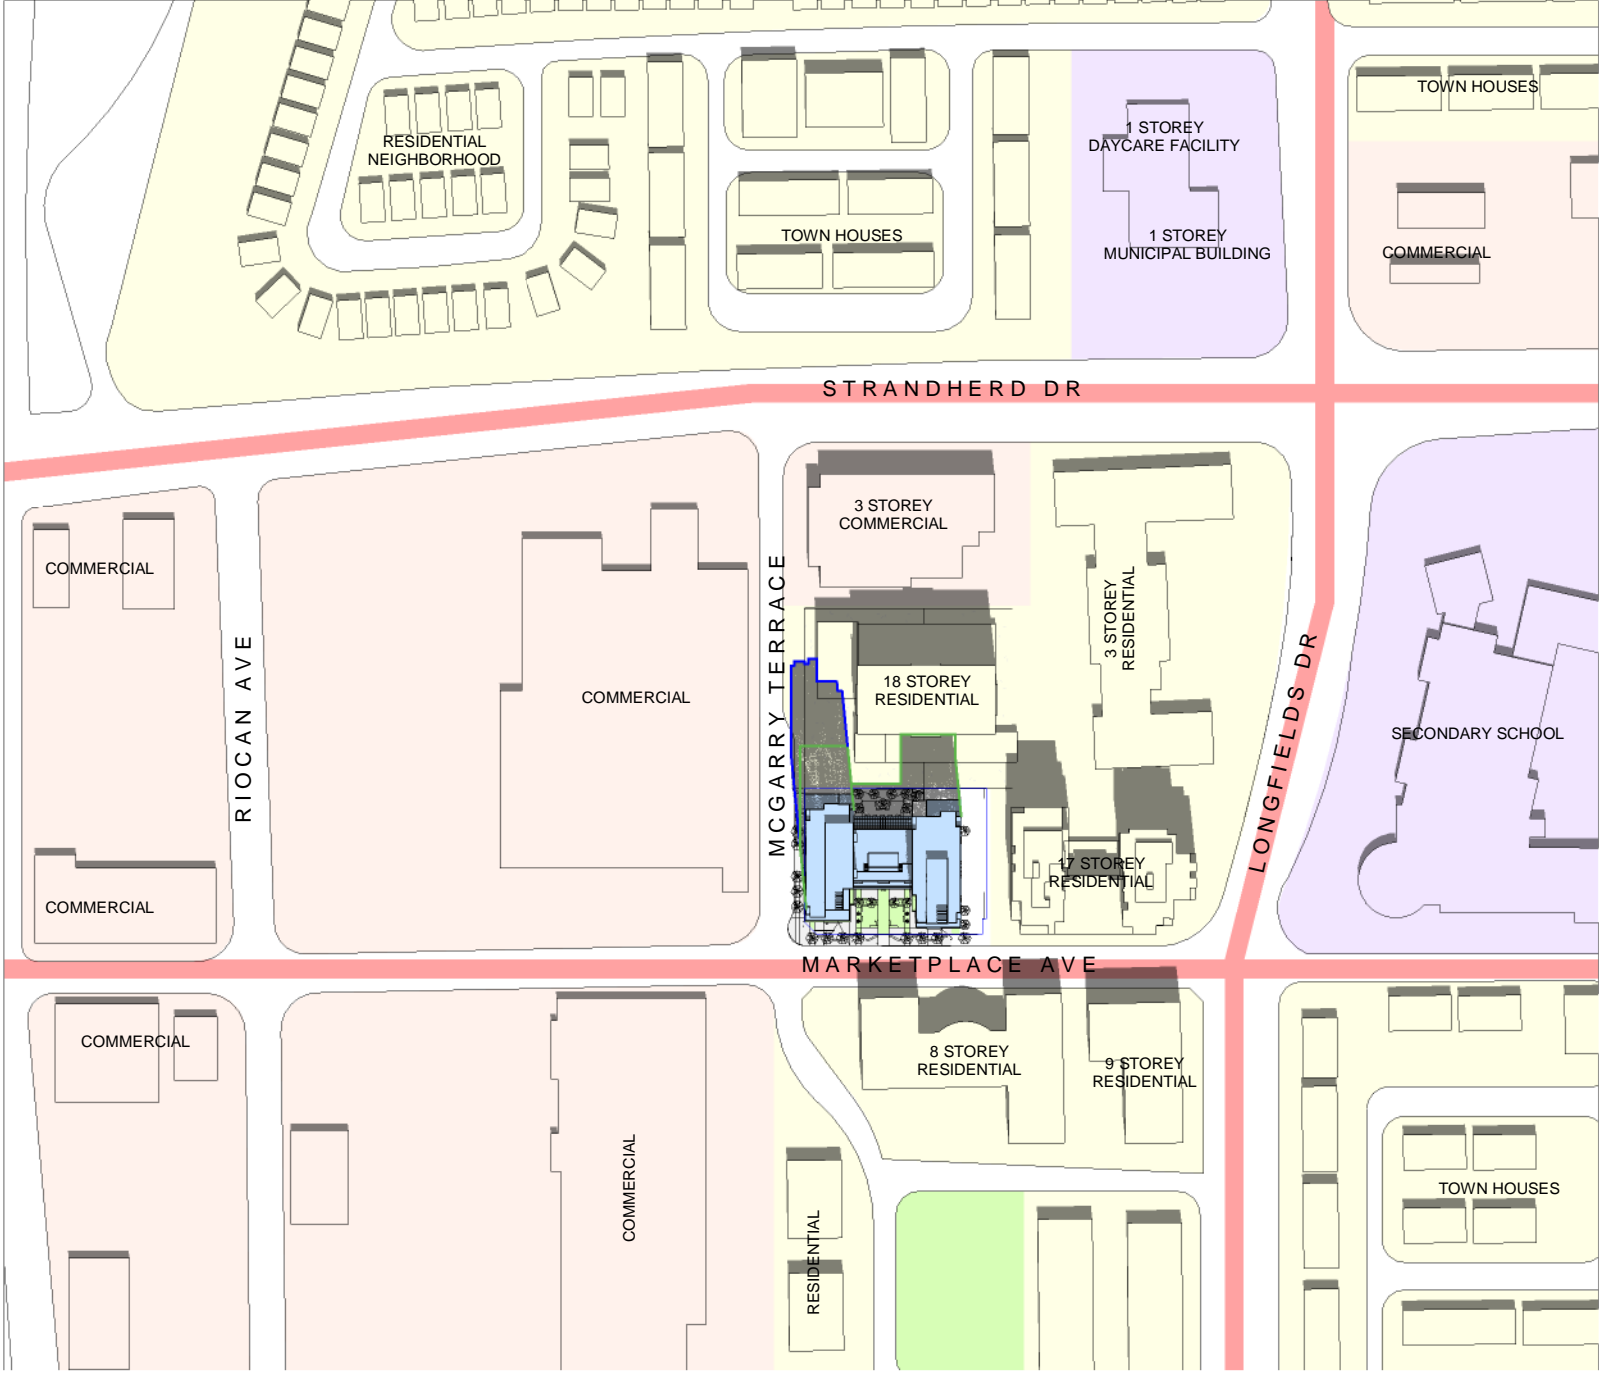 TOWN HOUSES
1 STOREY
DAYCARE FACILITY
RESIDENTIAL
NEIGHBORHOOD
TOWN HOUSES
1 STOREY
MUNICIPAL BUILDING
COMMERCIAL
STRANDHERD DR
3 STOREY
COMMERCIAL
COMMERCIAL
MCGARRY TERRACE
3 STOREY
RESIDENTIAL
RIOCAN AVE
COMMERCIAL
18 STOREY
RESIDENTIAL
LONGFIELDS DR
SECONDARY SCHOOL
17 STOREY
RESIDENTIAL
COMMERCIAL
MARKETPLACE AVE
COMMERCIAL
8 STOREY
RESIDENTIAL
9 STOREY
RESIDENTIAL
COMMERCIAL
TOWN HOUSES
RESIDENTIAL